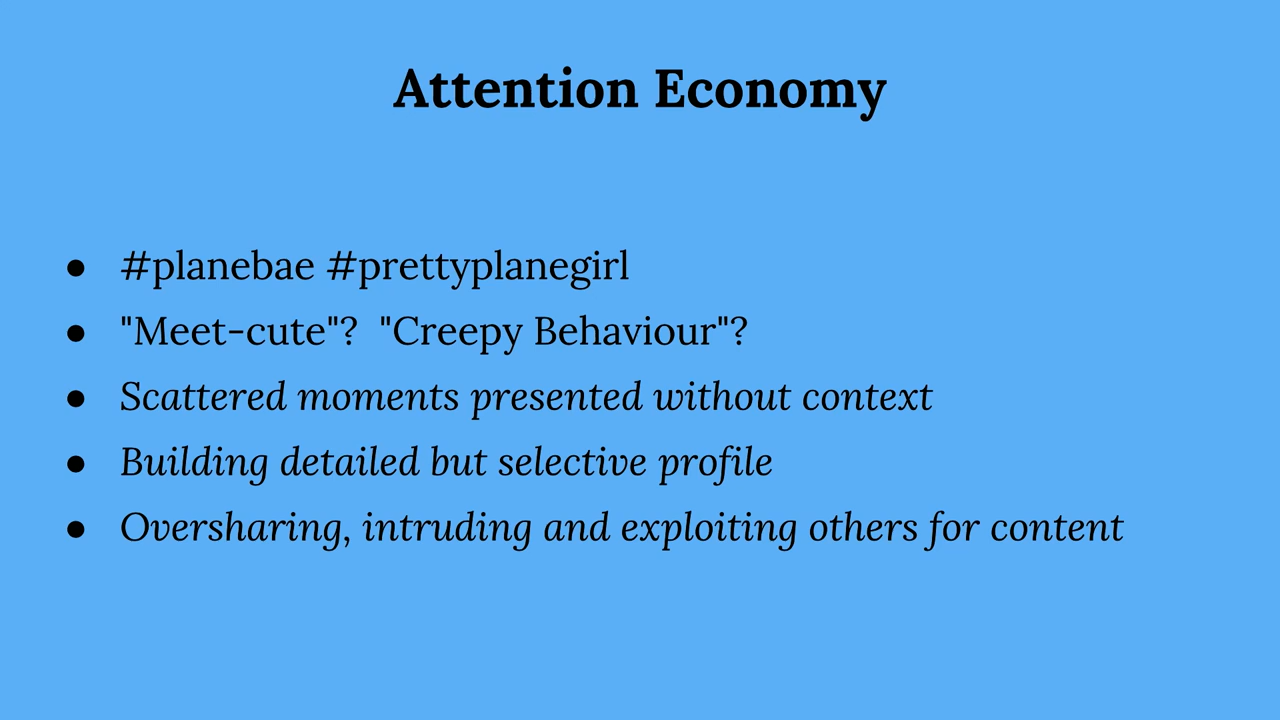 Attention Economy
● #planebae #prettyplanegirl
● "Meet-cute"?  "Creepy Behaviour"?
● Scattered moments presented without context
● Building detailed but selective profile
● Oversharing, intruding and exploiting others for content